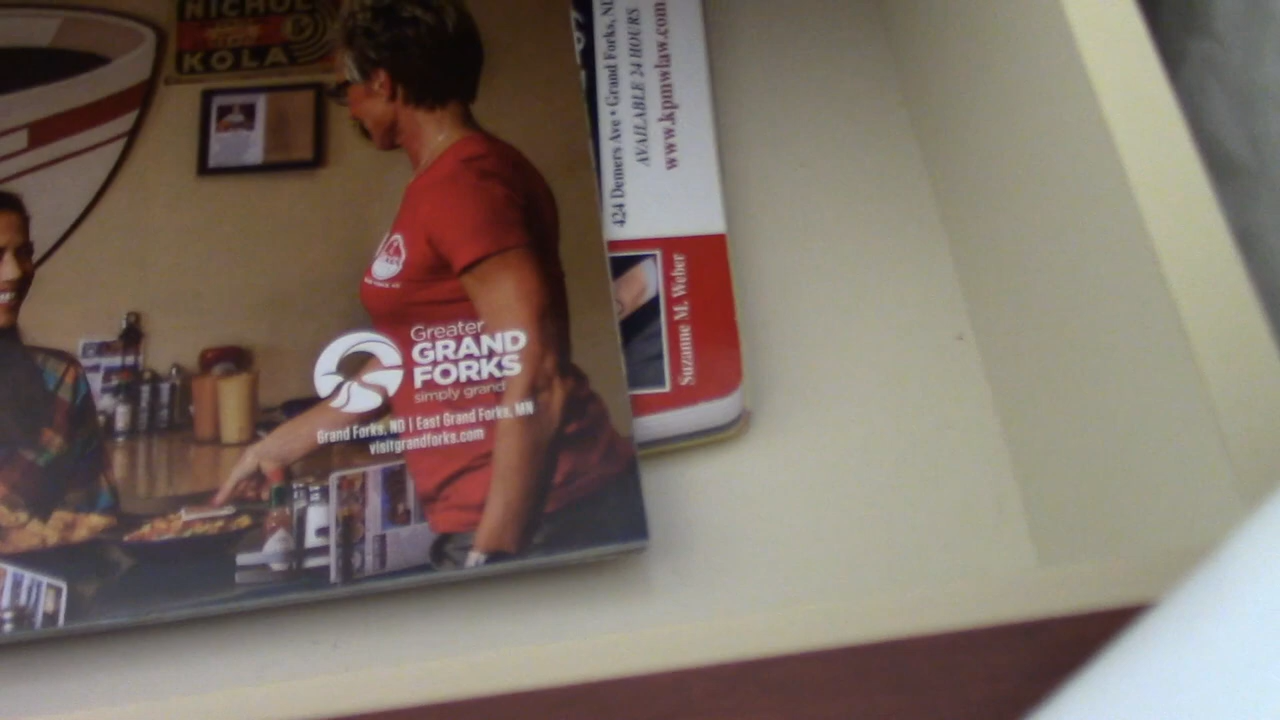 NICHOL
KOLA
Greater
GRAND
FORKS
simply grand
Grand Forks, ND | East Grand Forks, MN
visitgrandforks.com
424 Demers Ave • Grand Forks, ND
AVAILABLE 24 HOURS
www.kpmwlaw.com
Suzanne M. Weber